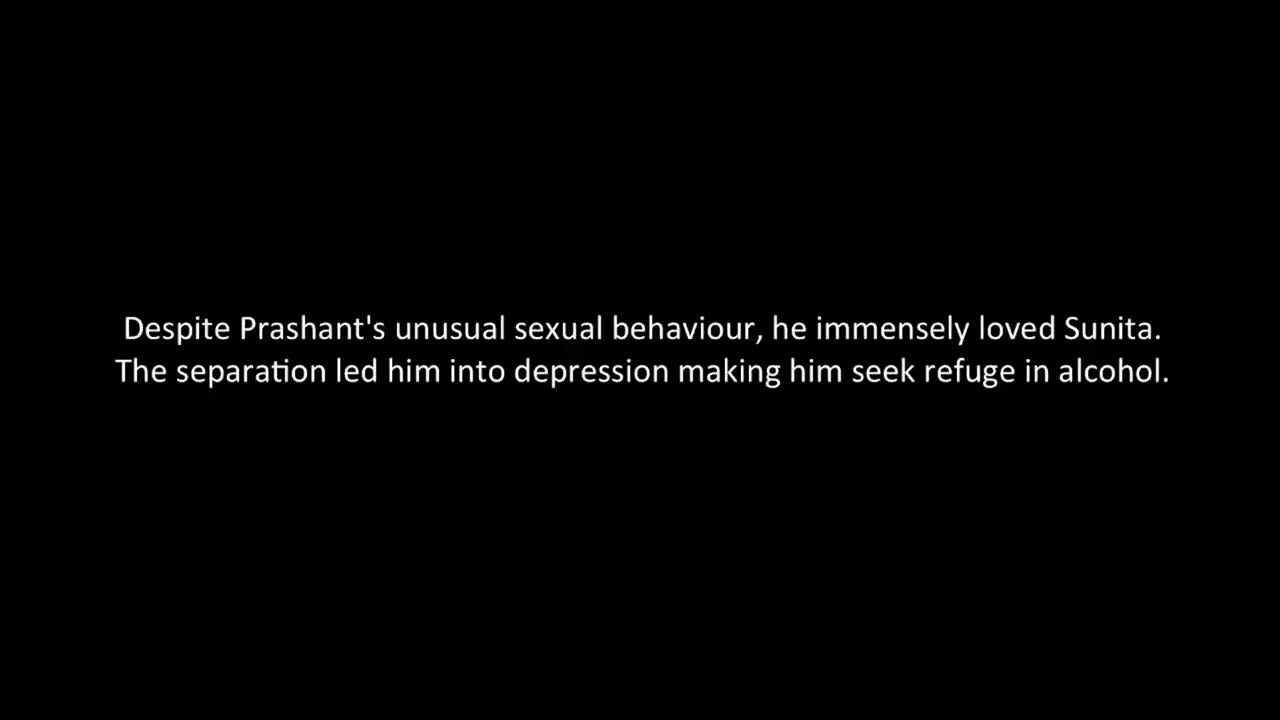 Despite Prashant's unusual sexual behaviour, he immensely loved Sunita.
The separation led him into depression making him seek refuge in alcohol.